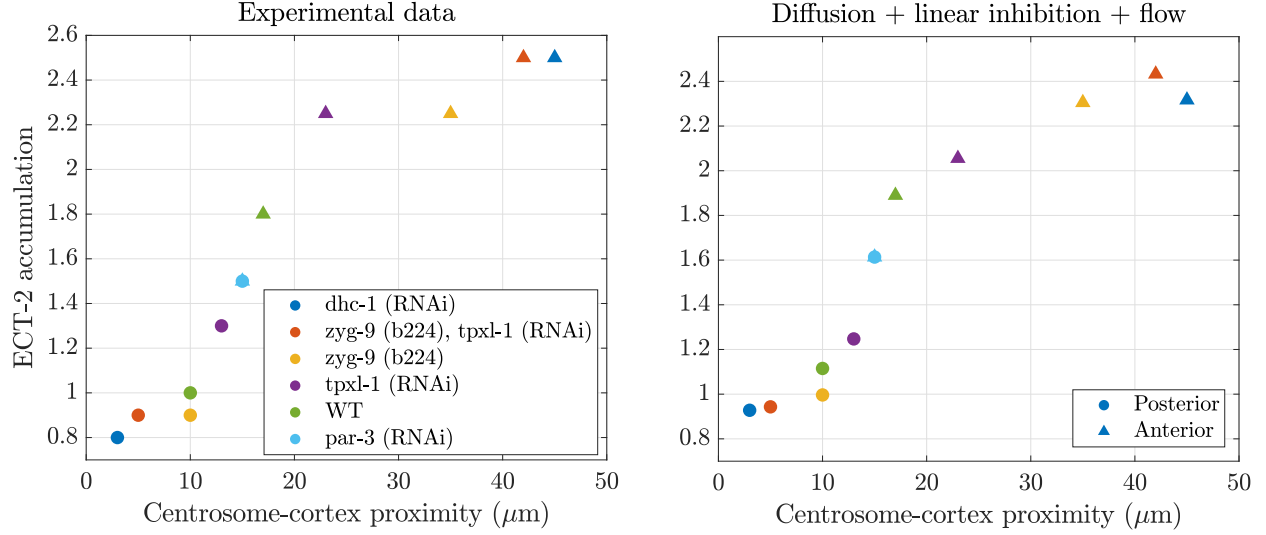 Experimental data
ECT-2 accumulation
2.6
2.4
2.2
2
1.8
1.6
1.4
1.2
1
0.8
dhc-1 (RNAi)
zyg-9 (b224), tpxl-1 (RNAi)
zyg-9 (b224)
tpxl-1 (RNAi)
WT
par-3 (RNAi)
0 10 20 30 40 50
Centrosome-cortex proximity (μm)
Diffusion + linear inhibition + flow
2.4
2.2
2
1.8
1.6
1.4
1.2
1
0.8
Posterior
Anterior
0 10 20 30 40 50
Centrosome-cortex proximity (μm)